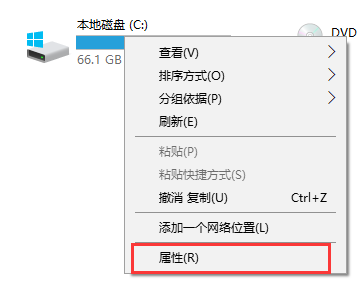 本地磁盘 (C:)
DVD
66.1 GB
查看(V)
排序方式(O)
分组依据(P)
刷新(E)
粘贴(P)
粘贴快捷方式(S)
撤消 复制(U) Ctrl+Z
添加一个网络位置(L)
属性(R)